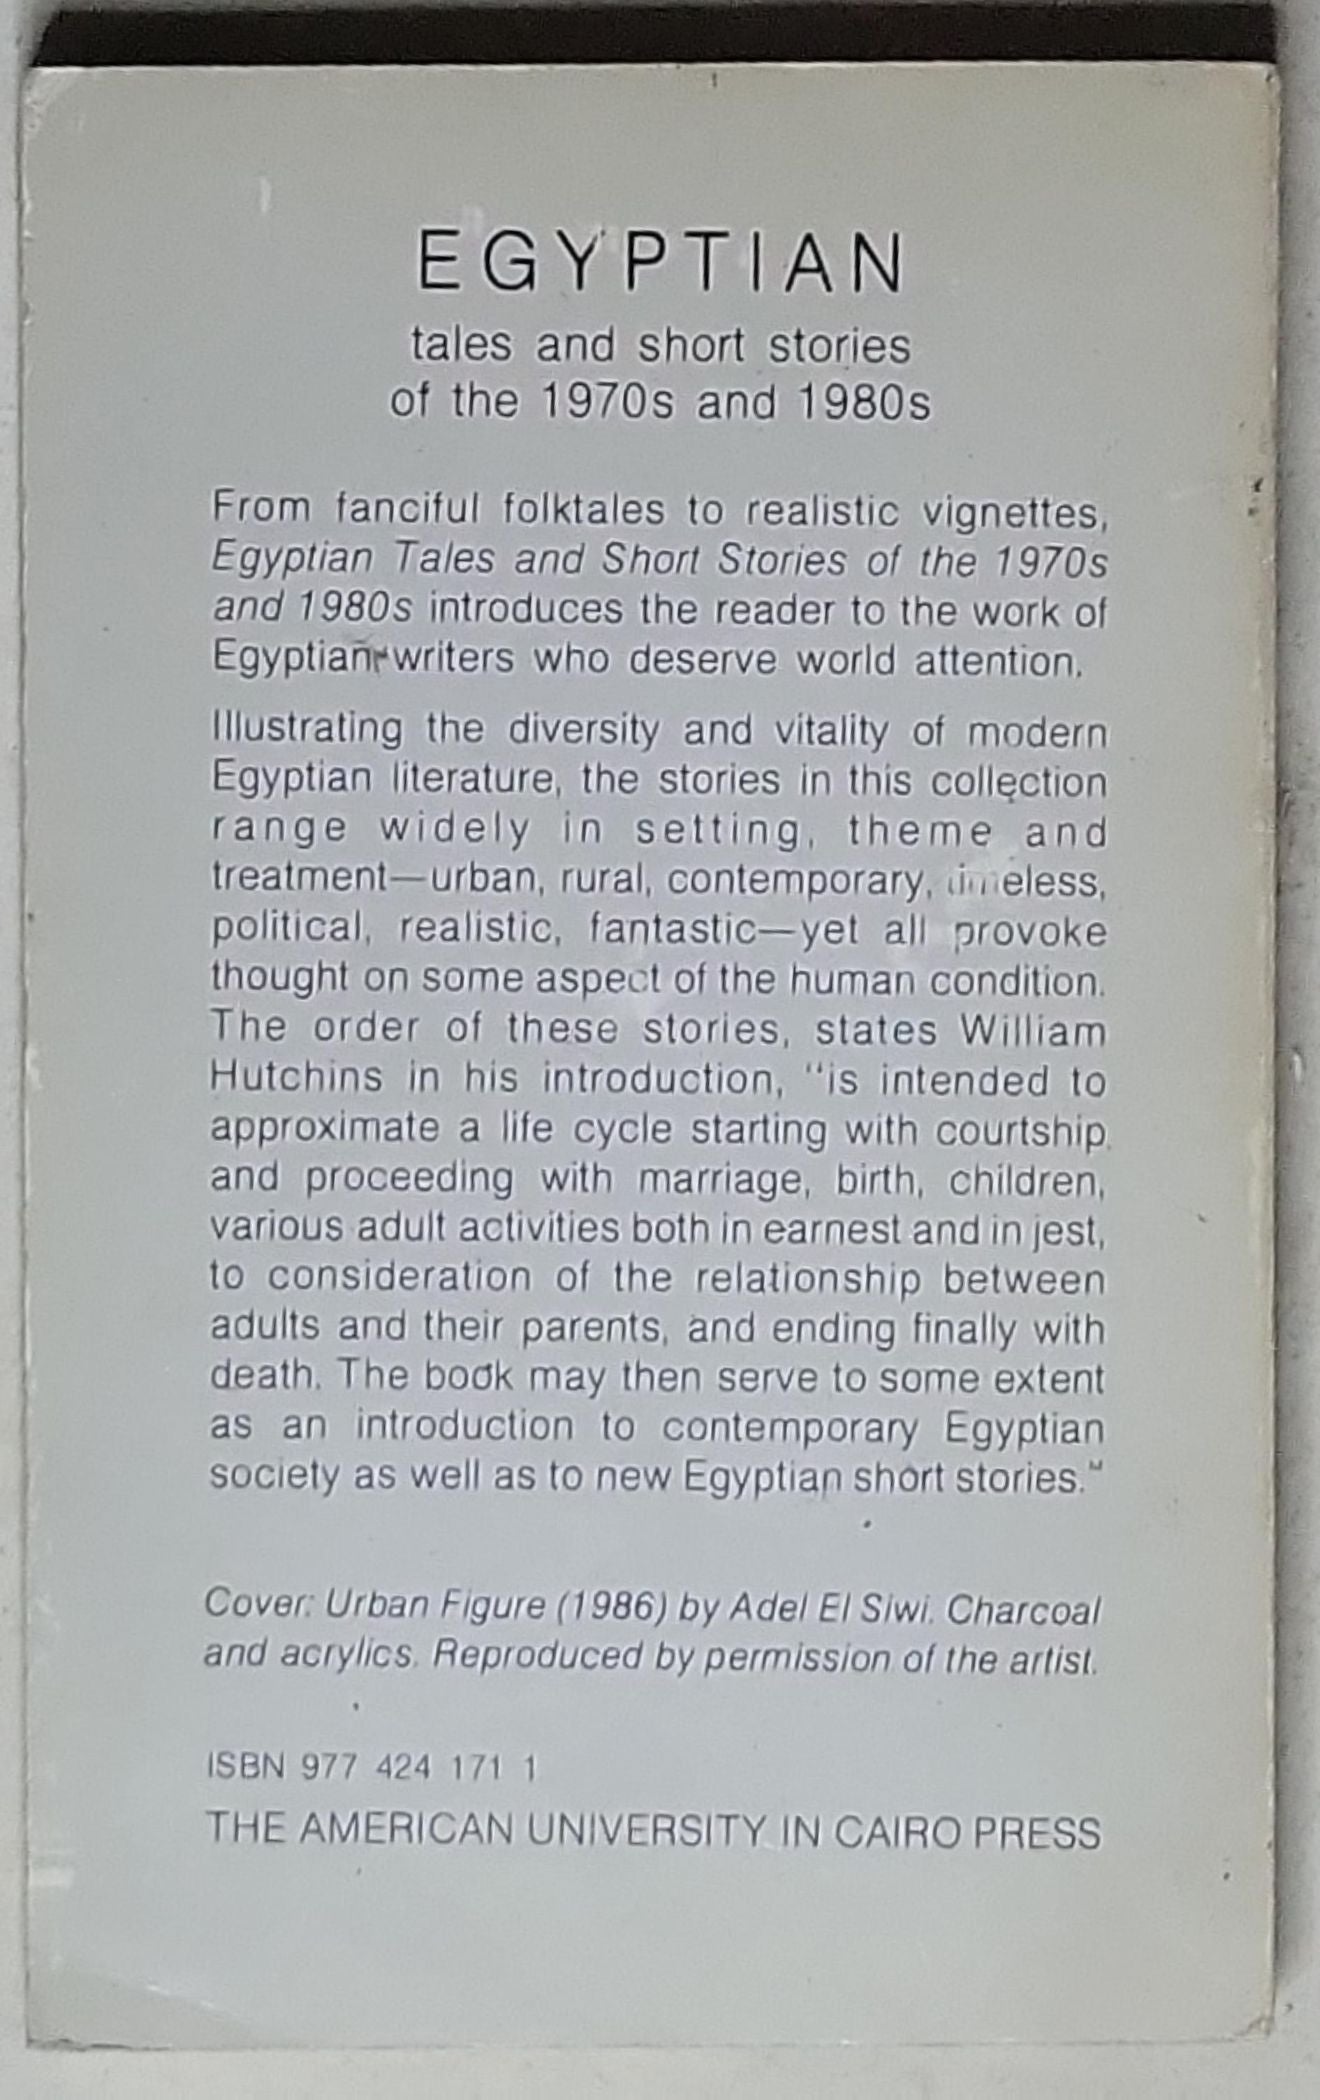 EGYPTIAN
tales and short stories
of the 1970s and 1980s
From fanciful folktales to realistic vignettes,
Egyptian Tales and Short Stories of the 1970s
and 1980s introduces the reader to the work of
Egyptian writers who deserve world attention.
Illustrating the diversity and vitality of modern
Egyptian literature, the stories in this collection
range widely in setting, theme and
treatment—urban, rural, contemporary, timeless,
political, realistic, fantastic—yet all provoke
thought on some aspect of the human condition.
The order of these stories, states William
Hutchins in his introduction, "is intended to
approximate a life cycle starting with courtship
and proceeding with marriage, birth, children,
various adult activities both in earnest and in jest,
to consideration of the relationship between
adults and their parents, and ending finally with
death. The book may then serve to some extent
as an introduction to contemporary Egyptian
society as well as to new Egyptian short stories."
Cover: Urban Figure (1986) by Adel El Siwi. Charcoal
and acrylics. Reproduced by permission of the artist.
ISBN 977 424 171 1
THE AMERICAN UNIVERSITY IN CAIRO PRESS